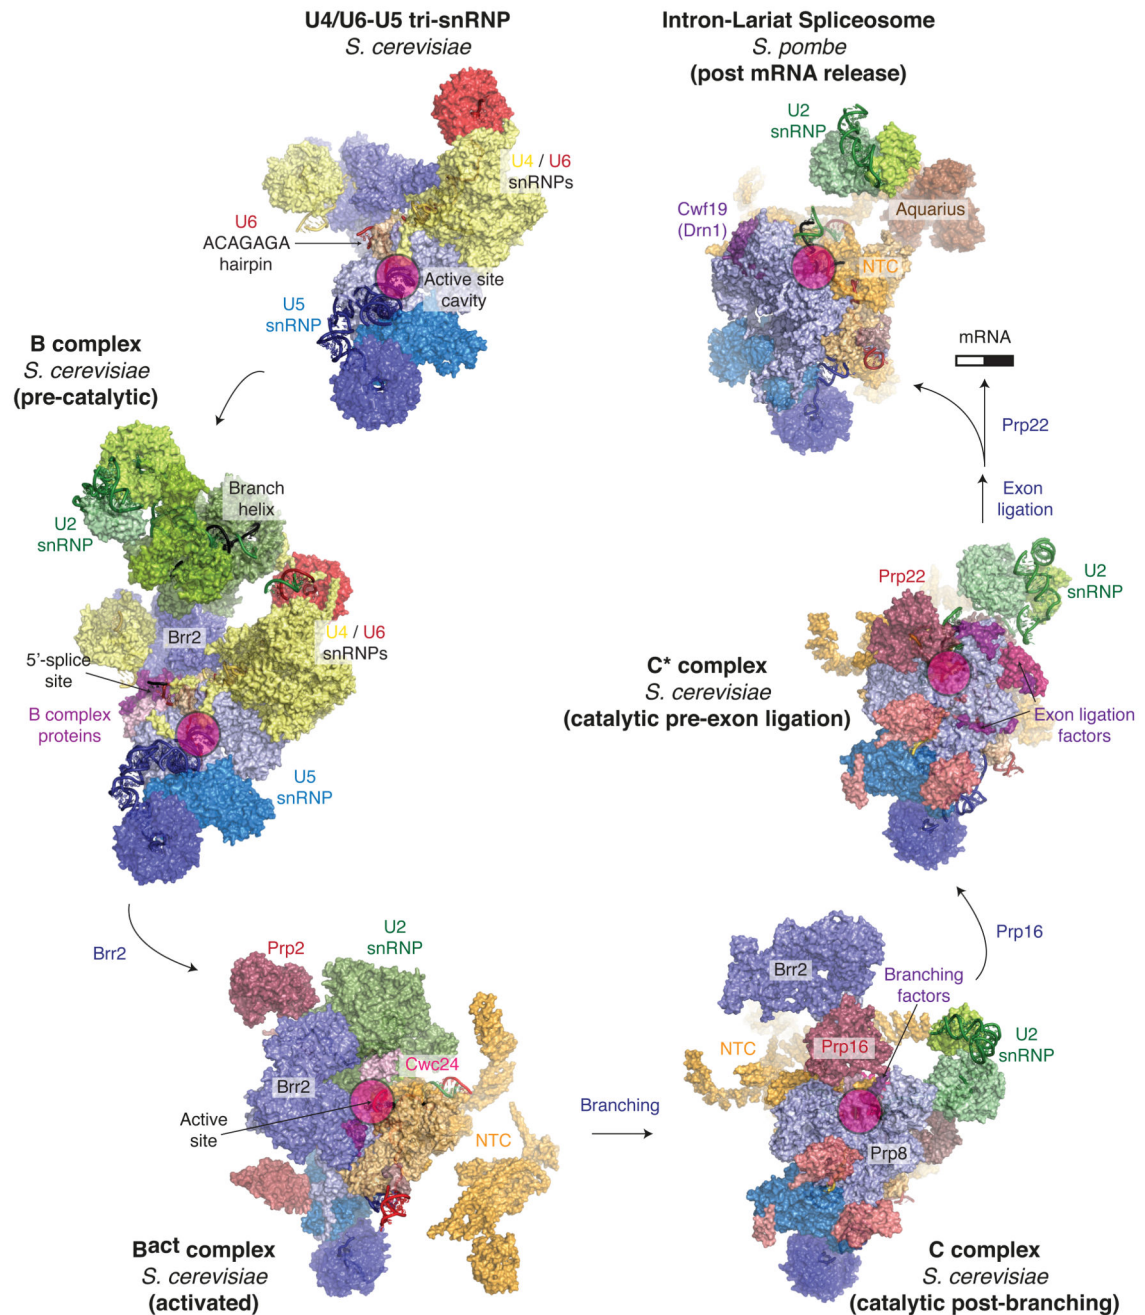 U4/U6-U5 tri-snRNP
S. cerevisiae
U4 / U6
snRNPs
U6
ACAGAGA
hairpin
Active site
cavity
U5
snRNP
B complex
S. cerevisiae
(pre-catalytic)
Branch
helix
U2
snRNP
Brr2
U4 / U6
snRNPs
5'-splice
site
B complex
proteins
U5
snRNP
Brr2
Prp2
U2
snRNP
Cwc24
Brr2
Active
site
NTC
Bact complex
S. cerevisiae
(activated)
Branching
Brr2
Branching
factors
NTC
Prp16
U2
snRNP
Prp8
C complex
S. cerevisiae
(catalytic post-branching)
Prp16
Prp22
U2
snRNP
C* complex
S. cerevisiae
(catalytic pre-exon ligation)
Exon ligation
factors
Exon
ligation
Prp22
mRNA
Intron-Lariat Spliceosome
S. pombe
(post mRNA release)
U2
snRNP
Aquarius
Cwf19
(Drn1)
NTC